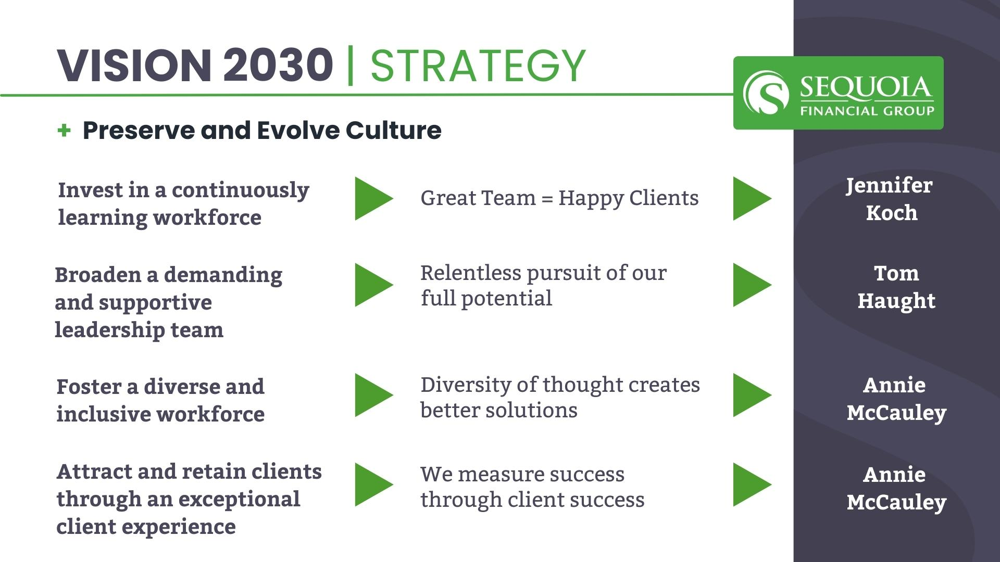 VISION 2030 | STRATEGY
S SEQUOIA
FINANCIAL GROUP
+ Preserve and Evolve Culture
Invest in a continuously
learning workforce
Great Team = Happy Clients
Jennifer
Koch
Broaden a demanding
and supportive
leadership team
Relentless pursuit of our
full potential
Tom
Haught
Foster a diverse and
inclusive workforce
Diversity of thought creates
better solutions
Annie
McCauley
Attract and retain clients
through an exceptional
client experience
We measure success
through client success
Annie
McCauley